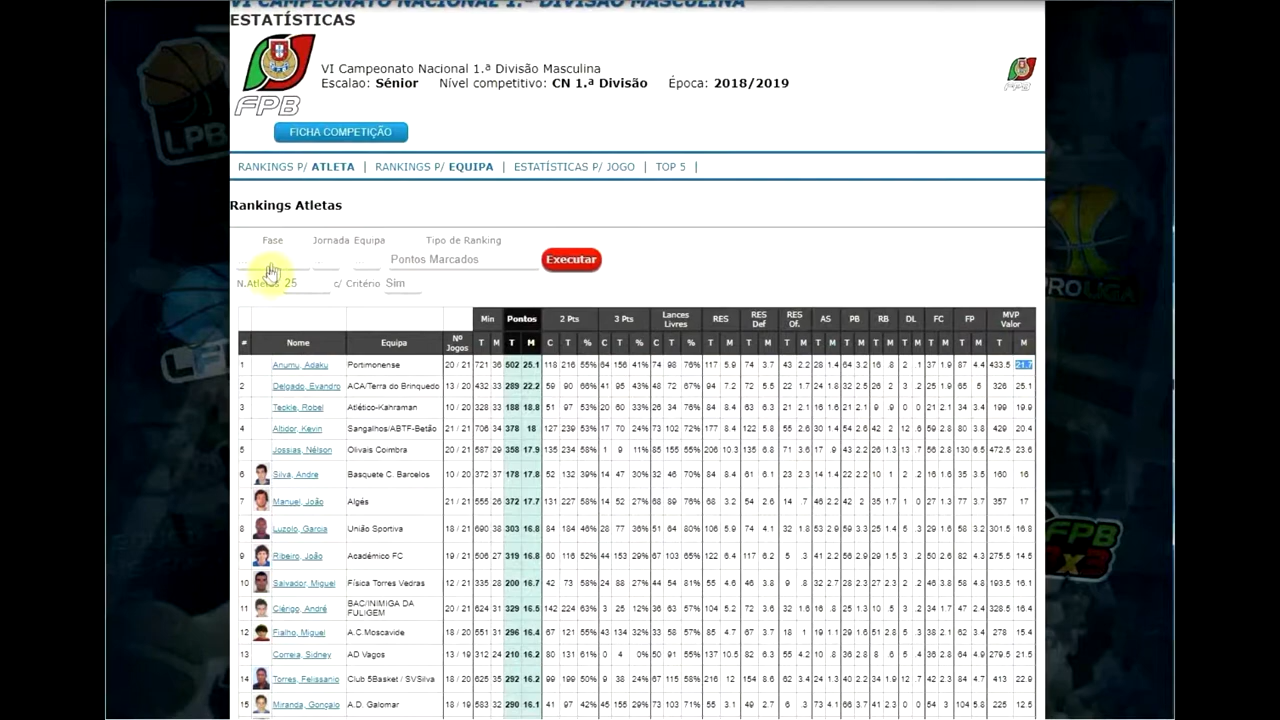 VI CAMPEONATO NACIONAL 1.ª DIVISÃO MASCULINA
ESTATÍSTICAS
VI Campeonato Nacional 1.ª Divisão Masculina
Escalao: Sénior Nível competitivo: CN 1.ª Divisão Época: 2018/2019
FPB
FICHA COMPETIÇÃO
RANKINGS P/ ATLETA | RANKINGS P/ EQUIPA | ESTATÍSTICAS P/ JOGO | TOP 5 |
Rankings Atletas
Fase Jornada Equipa Tipo de Ranking
Pontos Marcados Executar
N.Atletas 25 c/ Critério Sim
Min Pontos 2 Pts 3 Pts Lances Livres RES RES Def RES Of. AS PB RB DL FC FP MVP Valor
# Nome Equipa Nº Jogos T M T M C T % C T % C T % T M T M T M T M T M T M T M T M T M T M
1 Anumu, Adaku Portimonense 20 / 21 721 36 502 25.1 118 216 55% 64 156 41% 74 98 76% 117 5.9 74 3.7 43 2.2 28 1.4 64 3.2 16 .8 2 .1 37 1.9 87 4.4 433.5 21.7
2 Delgado, Evandro ACA/Terra do Brinquedo 13 / 20 432 33 289 22.2 59 90 66% 41 95 43% 48 72 67% 94 7.2 72 5.5 22 1.7 24 1.8 32 2.5 26 2 3 .2 25 1.9 65 5 326 25.1
3 Teckle, Robel Atlético-Kahraman 10 / 20 328 33 188 18.8 51 97 53% 20 60 33% 26 34 76% 84 8.4 63 6.3 21 2.1 16 1.6 21 2.1 9 .9 0 0 21 2.1 34 3.4 199 19.9
4 Altidor, Kevin Sangalhos/ABTF-Betão 21 / 21 706 34 378 18 127 239 53% 17 70 24% 73 102 72% 177 8.4 122 5.8 55 2.6 30 1.4 54 2.6 42 2 12 .6 59 2.8 80 3.8 429 20.4
5 Jossias, Nélson Olivais Coimbra 20 / 21 587 29 358 17.9 135 234 58% 1 9 11% 85 155 55% 206 10.3 136 6.8 71 3.6 17 .9 43 2.2 26 1.3 13 .7 56 2.8 130 6.5 472.5 23.6
6 Silva, Andre Basquete C. Barcelos 10 / 20 372 37 178 17.8 52 132 39% 14 47 30% 32 46 70% 84 8.4 61 6.1 23 2.3 14 1.4 22 2.2 10 1 2 .2 16 1.6 35 3.5 160 16
7 Manuel, João Algés 21 / 21 555 26 372 17.7 131 227 58% 14 52 27% 68 89 76% 68 3.2 54 2.6 14 .7 46 2.2 42 2 35 1.7 1 0 27 1.3 77 3.7 357 17
8 Luzolo, Garcia União Sportiva 18 / 21 690 38 303 16.8 84 184 46% 28 77 36% 51 64 80% 106 5.9 74 4.1 32 1.8 53 2.9 59 3.3 25 1.4 5 .3 29 1.6 58 3.2 301.5 16.8
9 Ribeiro, João Académico FC 19 / 21 506 27 319 16.8 60 116 52% 44 153 29% 67 103 65% 122 6.4 117 6.2 5 .3 41 2.2 56 2.9 29 1.5 3 .2 50 2.6 82 4.3 275.5 14.5
10 Salvador, Miguel Física Torres Vedras 12 / 21 335 28 200 16.7 42 73 58% 24 88 27% 44 54 81% 55 4.6 46 3.8 9 .8 32 2.7 28 2.3 27 2.3 2 .2 46 3.8 58 4.8 193.5 16.1
11 Clérigo, André BAC/INIMIGA DA FULIGEM 20 / 21 624 31 329 16.5 142 224 63% 3 25 12% 36 63 57% 104 5.2 72 3.6 32 1.6 16 .8 25 1.3 10 .5 3 .2 34 1.7 47 2.4 328.5 16.4
12 Fialho, Miguel A.C.Moscavide 18 / 20 551 31 296 16.4 67 121 55% 43 134 32% 33 58 57% 85 4.7 67 3.7 18 1 19 1.1 29 1.6 51 2.8 5 .3 38 2.1 62 3.4 278 15.4
13 Correia, Sidney AD Vagos 13 / 19 312 24 210 16.2 80 131 61% 0 4 0% 50 91 55% 137 10.5 82 6.3 55 4.2 10 .8 36 2.8 8 .6 5 .4 36 2.8 64 4.9 279.5 21.5
14 Torres, Felissanio Club 5Basket / SVSilva 18 / 20 625 35 292 16.2 99 199 50% 9 38 24% 67 115 58% 216 12 154 8.6 62 3.4 24 1.3 34 1.9 40 2.2 12 .7 42 2.3 84 4.7 413 22.9
15 Miranda, Gonçalo A.D. Galomar 18 / 19 583 32 290 16.1 41 97 42% 45 155 29% 73 103 71% 55 3.1 49 2.7 6 .3 73 4.1 36 2 35 1.9 0 0 54 3 104 5.8 225 12.5